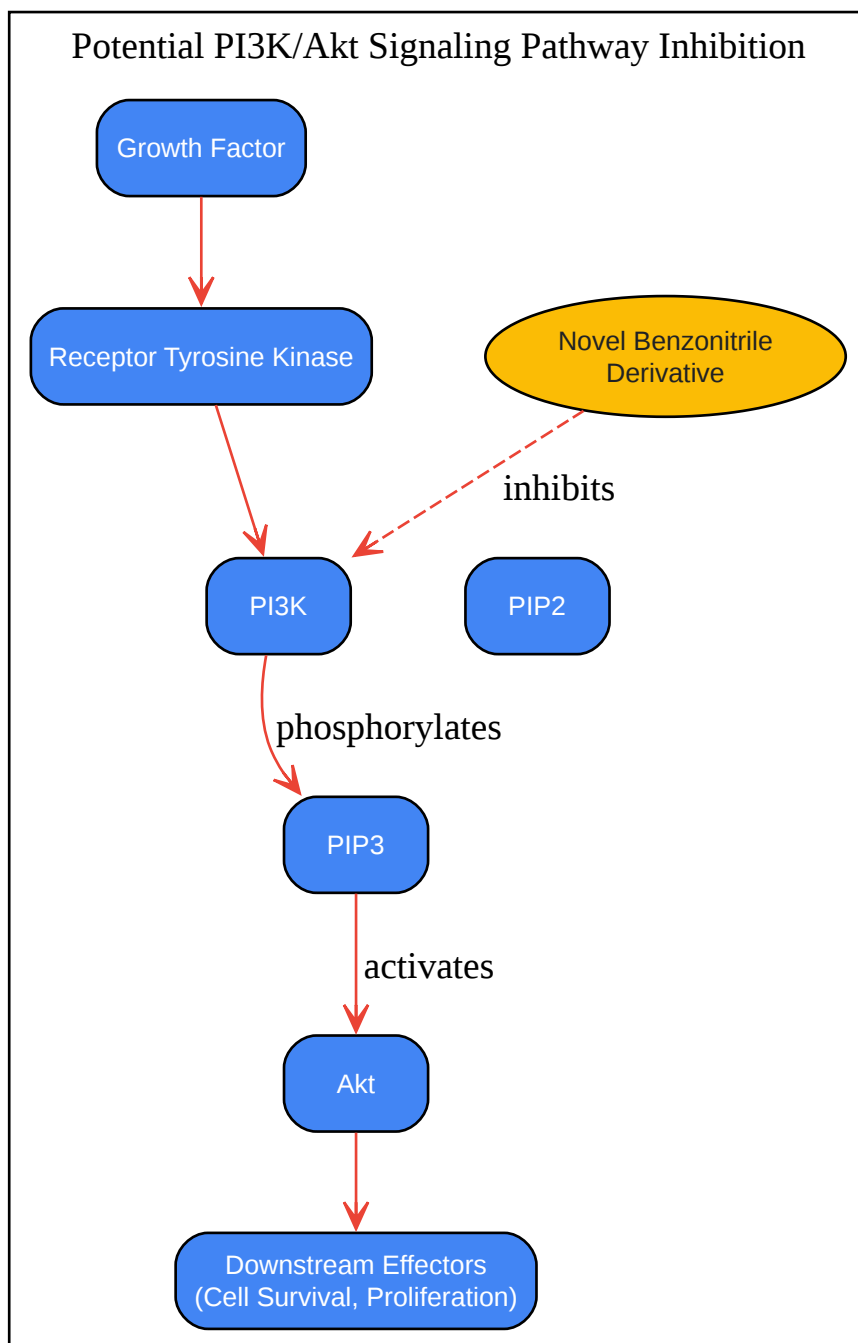 Potential PI3K/Akt Signaling Pathway Inhibition
Growth Factor
Receptor Tyrosine Kinase
Novel Benzonitrile
Derivative
inhibits
PI3K
PIP2
phosphorylates
PIP3
activates
Akt
Downstream Effectors
(Cell Survival, Proliferation)